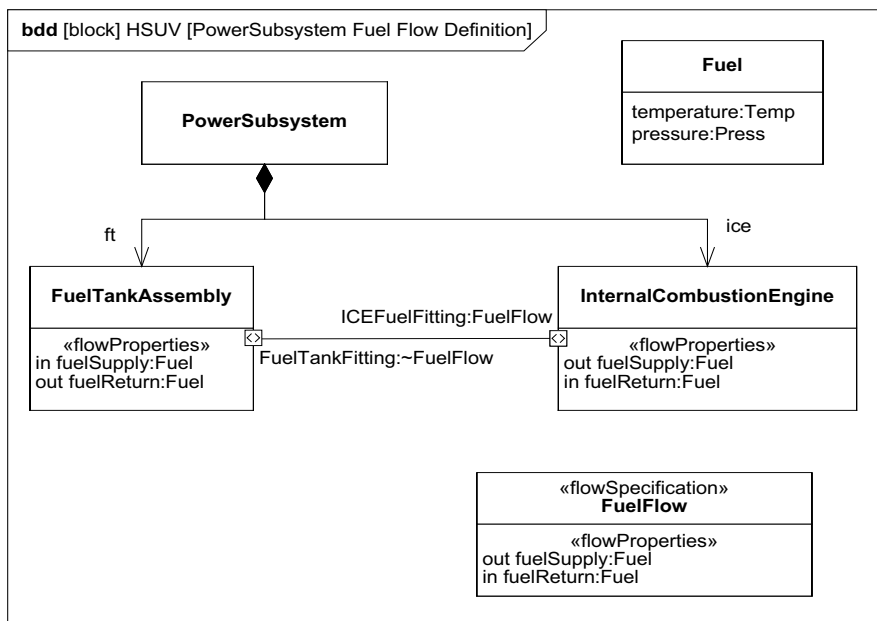 bdd [block] HSUV [PowerSubsystem Fuel Flow Definition]
Fuel
temperature:Temp
pressure:Press
PowerSubsystem
ft
ice
FuelTankAssembly
«flowProperties»
in fuelSupply:Fuel
out fuelReturn:Fuel
ICEFuelFitting:FuelFlow
FuelTankFitting:~FuelFlow
InternalCombustionEngine
«flowProperties»
out fuelSupply:Fuel
in fuelReturn:Fuel
«flowSpecification»
FuelFlow
«flowProperties»
out fuelSupply:Fuel
in fuelReturn:Fuel